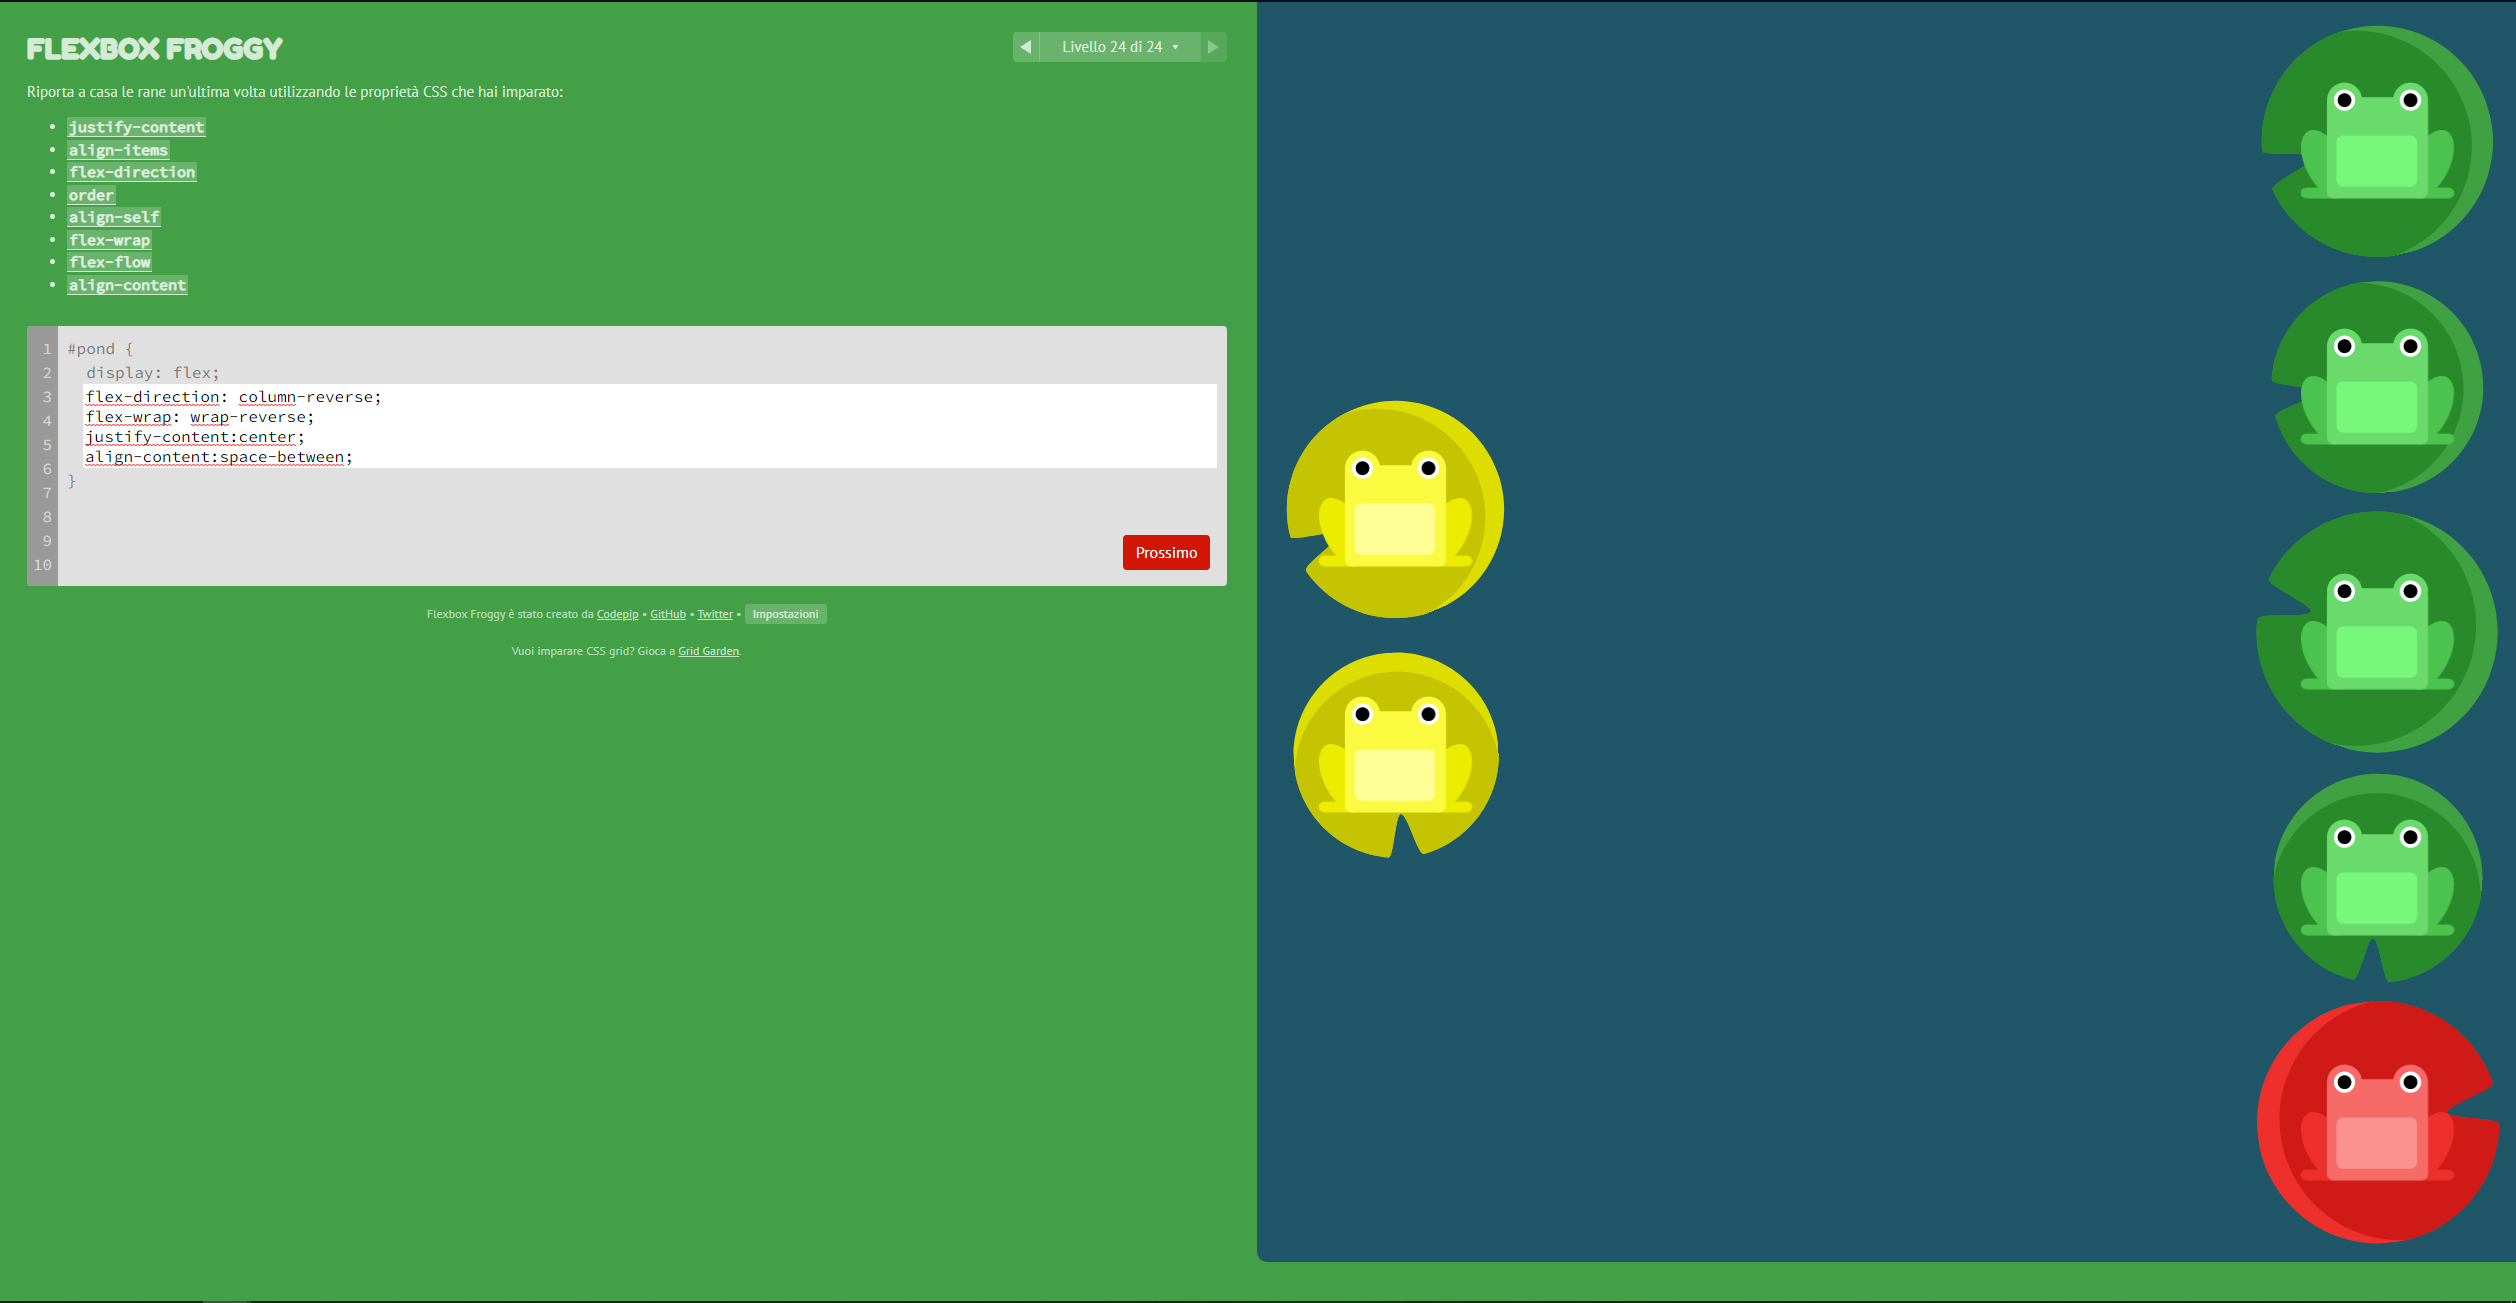 FLEXBOX FROGGY
Livello 24 di 24
Riporta a casa le rane un'ultima volta utilizzando le proprietà CSS che hai imparato:
justify-content
align-items
flex-direction
order
align-self
flex-wrap
flex-flow
align-content
1 #pond {
2 display: flex;
3 flex-direction: column-reverse;
4 flex-wrap: wrap-reverse;
5 justify-content:center;
6 align-content:space-between;
7 }
8
9
10
Prossimo
Flexbox Froggy è stato creato da Codepip • GitHub • Twitter • Impostazioni
Vuoi imparare CSS grid? Gioca a Grid Garden.